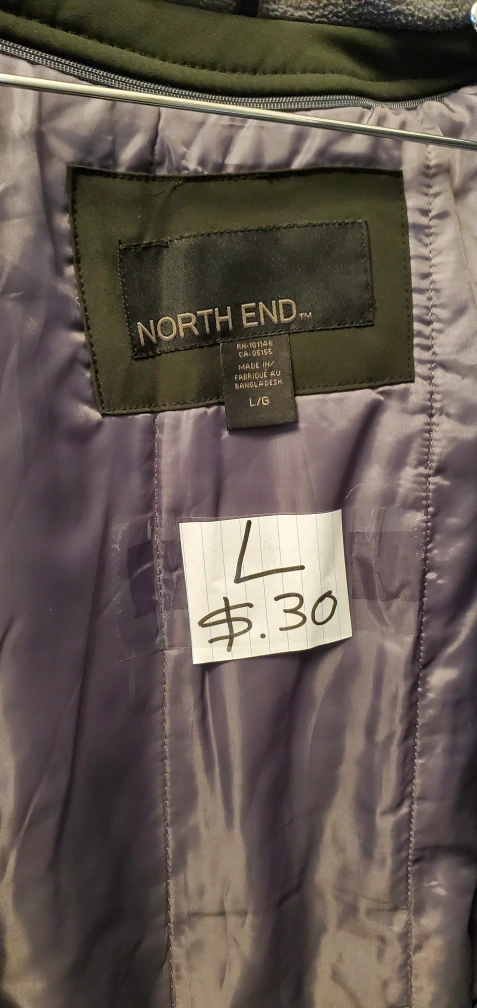 NORTH END™
RN-101146
CA-05155
MADE IN/
FABRIQUÉ AU
BANGLADESH
L/G
L
$.30